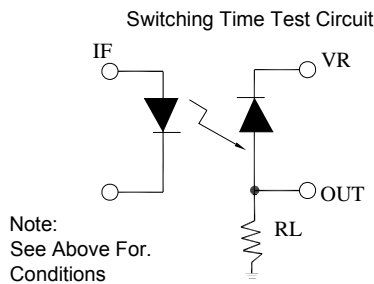 Switching Time Test Circuit
IF
VR
OUT
RL
Note:
See Above For.
Conditions